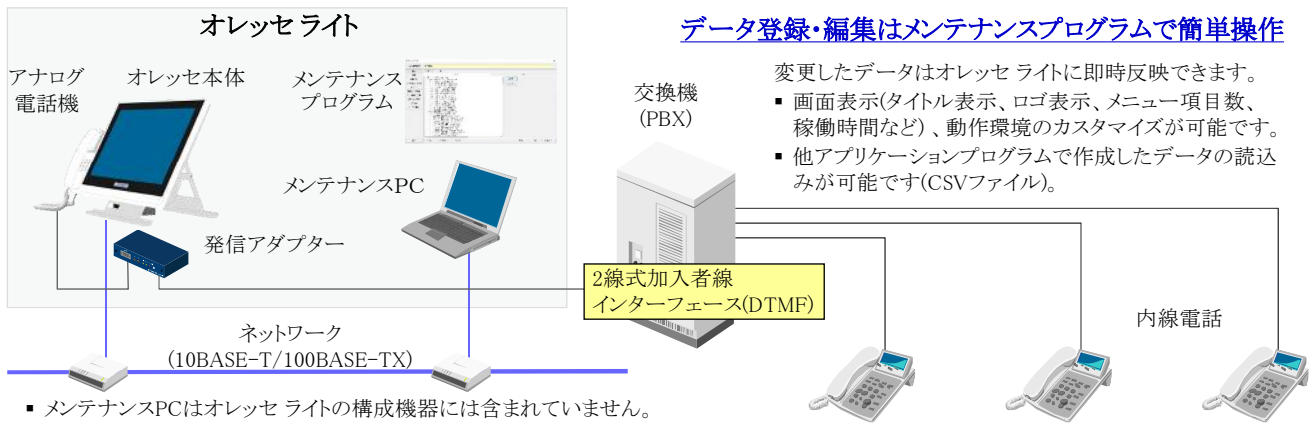 オレッセ ライト
アナログ
電話機
オレッセ本体
メンテナンス
プログラム
メンテナンスPC
発信アダプター
ネットワーク
(10BASE-T/100BASE-TX)
▪ メンテナンスPCはオレッセ ライトの構成機器には含まれていません。
データ登録・編集はメンテナンスプログラムで簡単操作
変更したデータはオレッセ ライトに即時反映できます。
▪ 画面表示(タイトル表示、ロゴ表示、メニュー項目数、
稼働時間など) 、動作環境のカスタマイズが可能です。
▪ 他アプリケーションプログラムで作成したデータの読込
みが可能です(CSVファイル)。
交換機
(PBX)
2線式加入者線
インターフェース(DTMF)
内線電話